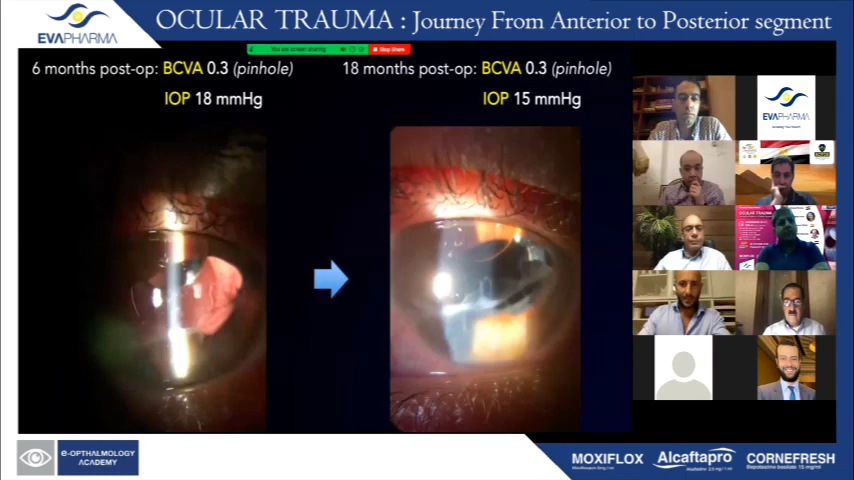 EVAPHARMA
OCULAR TRAUMA : Journey From Anterior to Posterior segment
You are screen sharing
Stop Share
6 months post-op: BCVA 0.3 (pinhole)
IOP 18 mmHg
18 months post-op: BCVA 0.3 (pinhole)
IOP 15 mmHg
EVAPHARMA
OCULAR TRAUMA
e-OPTHALMOLOGY
ACADEMY
MOXIFLOX
Alcaftapro
CORNEFRESH